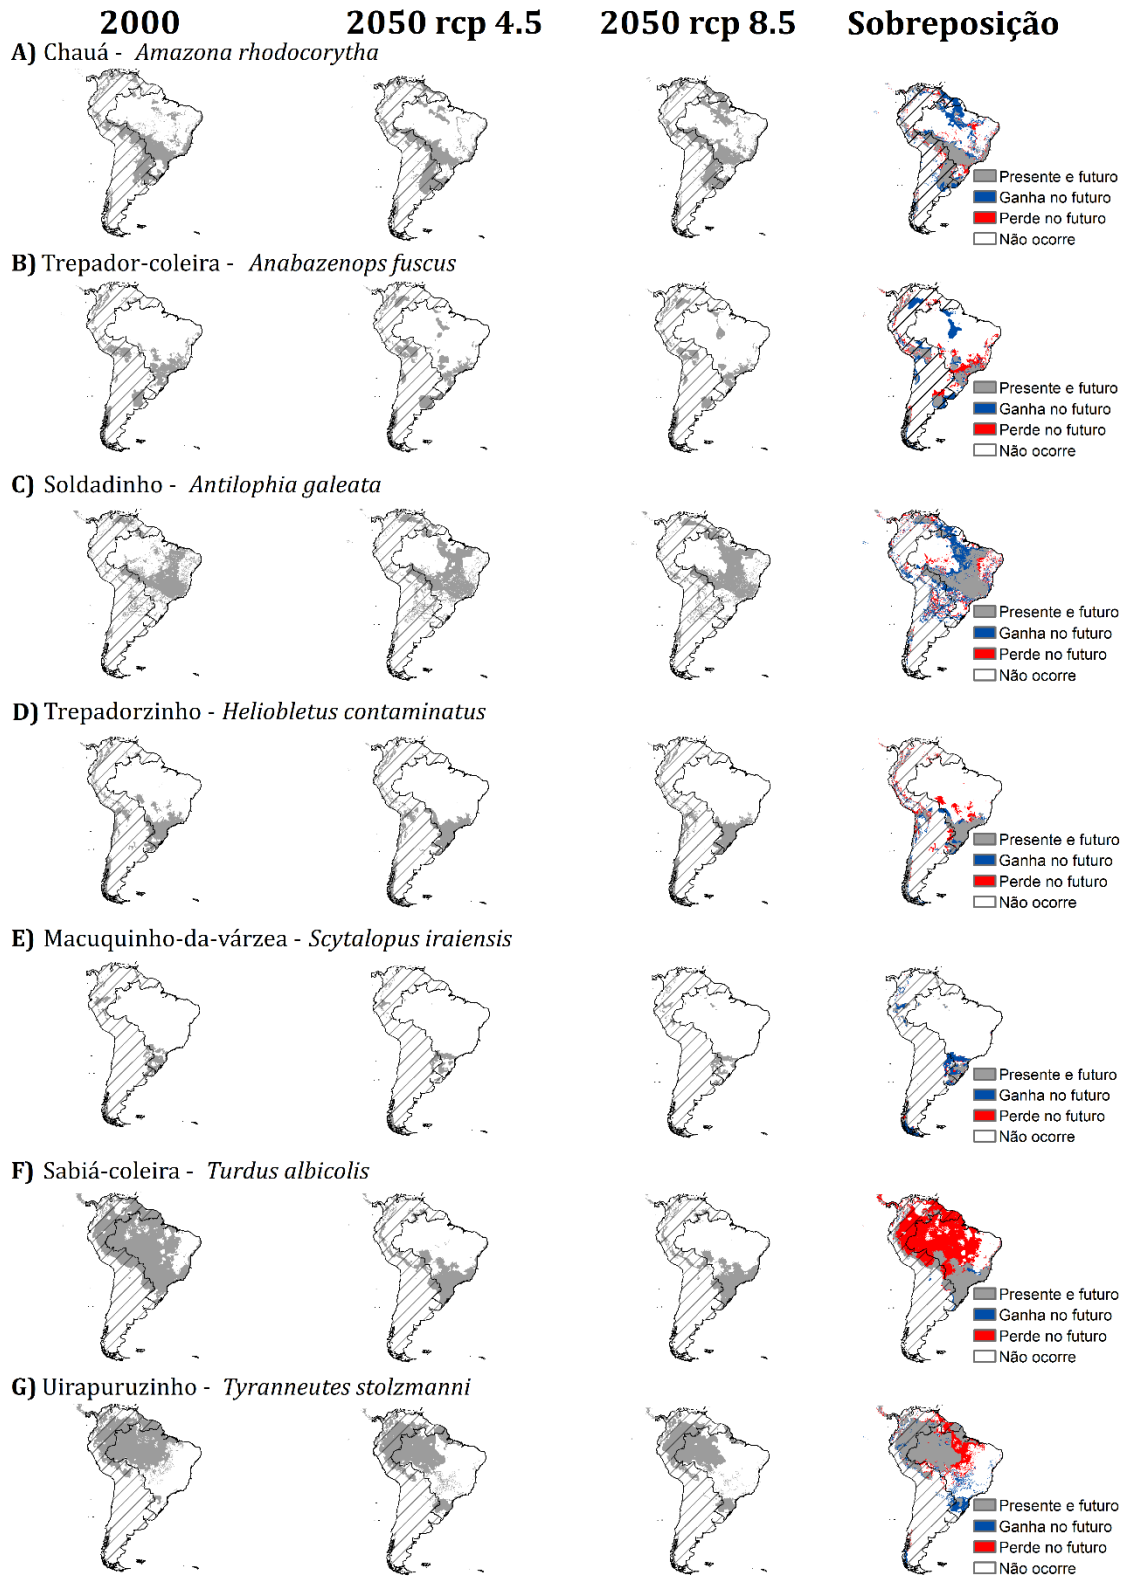 2000 2050 rcp 4.5 2050 rcp 8.5 Sobreposição
A) Chauá - Amazona rhodocorytha
Presente e futuro
Ganha no futuro
Perde no futuro
Não ocorre
B) Trepador-coleira - Anabazenops fuscus
Presente e futuro
Ganha no futuro
Perde no futuro
Não ocorre
C) Soldadinho - Antilophia galeata
Presente e futuro
Ganha no futuro
Perde no futuro
Não ocorre
D) Trepadorzinho - Heliobletus contaminatus
Presente e futuro
Ganha no futuro
Perde no futuro
Não ocorre
E) Macuquinho-da-várzea - Scytalopus iraiensis
Presente e futuro
Ganha no futuro
Perde no futuro
Não ocorre
F) Sabiá-coleira - Turdus albicolis
Presente e futuro
Ganha no futuro
Perde no futuro
Não ocorre
G) Uirapuruzinho - Tyranneutes stolzmanni
Presente e futuro
Ganha no futuro
Perde no futuro
Não ocorre